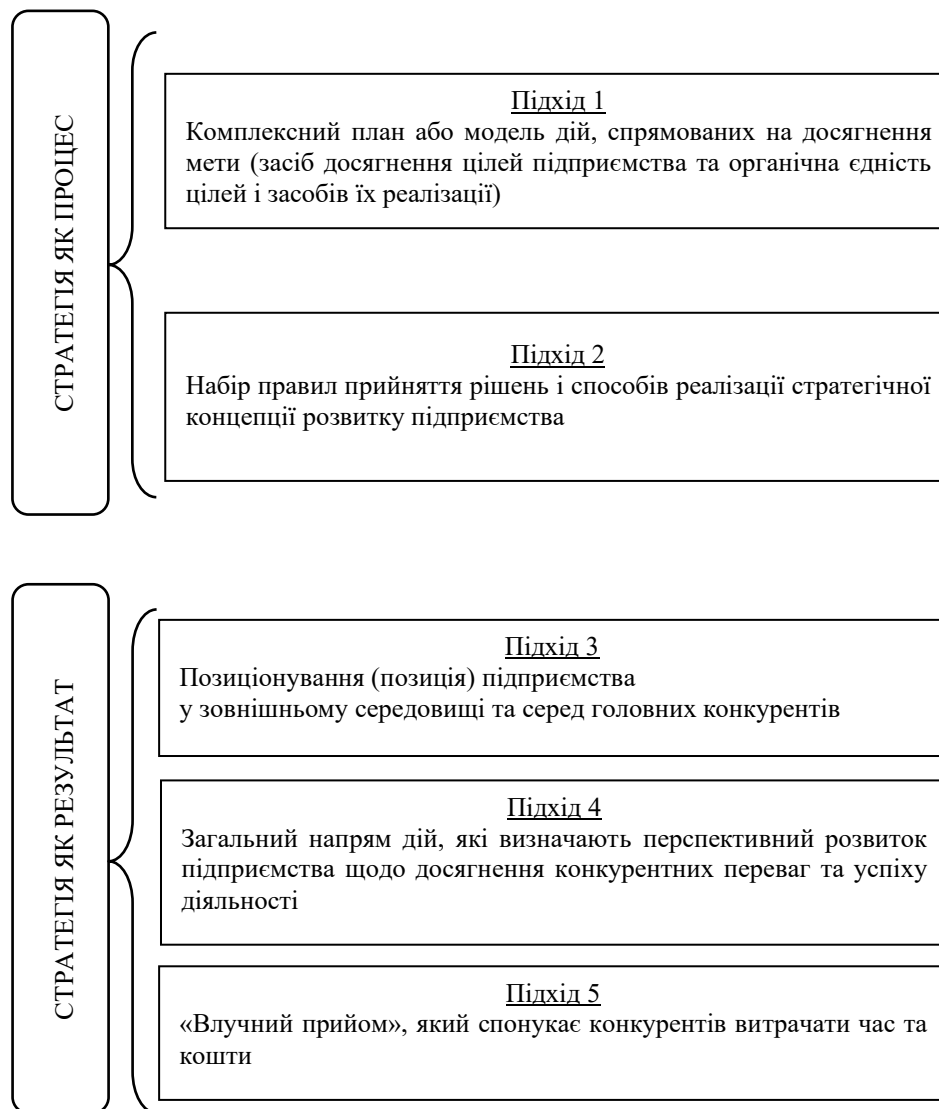 СТРАТЕГІЯ ЯК ПРОЦЕС
Підхід 1
Комплексний план або модель дій, спрямованих на досягнення
мети (засіб досягнення цілей підприємства та органічна єдність
цілей і засобів їх реалізації)
Підхід 2
Набір правил прийняття рішень і способів реалізації стратегічної
концепції розвитку підприємства
СТРАТЕГІЯ ЯК РЕЗУЛЬТАТ
Підхід 3
Позиціонування (позиція) підприємства
у зовнішньому середовищі та серед головних конкурентів
Підхід 4
Загальний напрям дій, які визначають перспективний розвиток
підприємства щодо досягнення конкурентних переваг та успіху
діяльності
Підхід 5
«Влучний прийом», який спонукає конкурентів витрачати час та
кошти